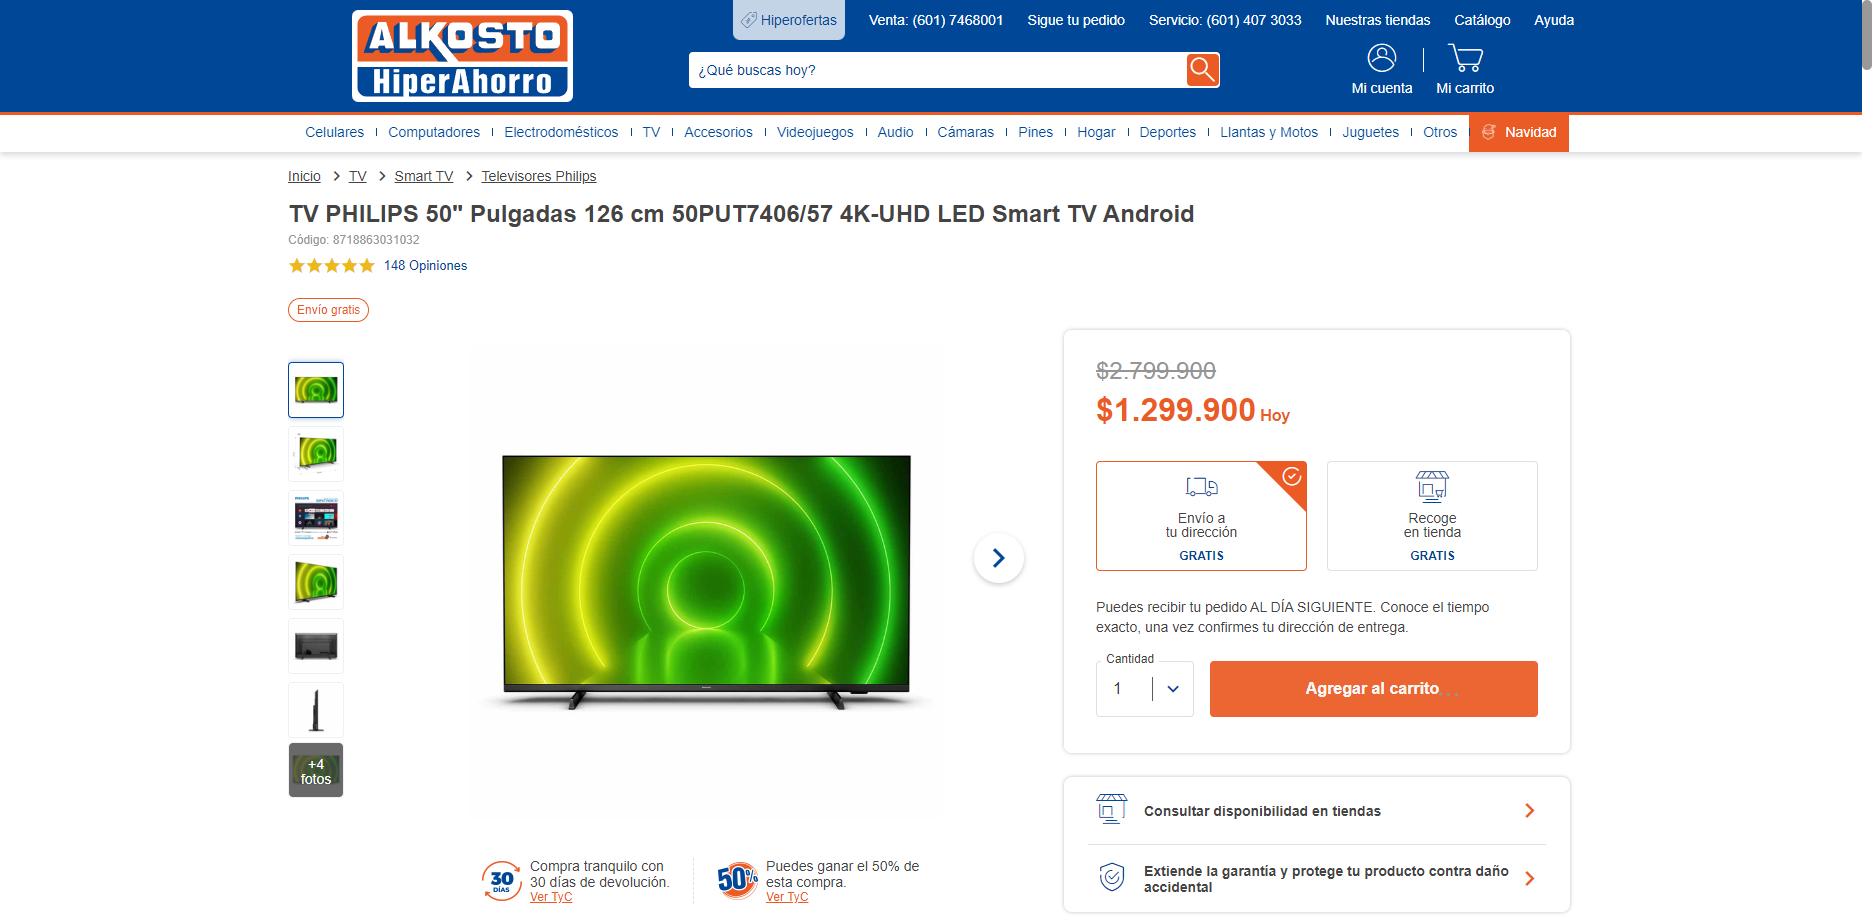 ALKOSTO
HiperAhorro
Hiperofertas
Venta: (601) 7468001
Sigue tu pedido
Servicio: (601) 407 3033
Nuestras tiendas
Catálogo
Ayuda
¿Qué buscas hoy?
Mi cuenta
Mi carrito
Celulares
Computadores
Electrodomésticos
TV
Accesorios
Videojuegos
Audio
Cámaras
Pines
Hogar
Deportes
Llantas y Motos
Juguetes
Otros
Navidad
Inicio > TV > Smart TV > Televisores Philips
TV PHILIPS 50" Pulgadas 126 cm 50PUT7406/57 4K-UHD LED Smart TV Android
Código: 8718863031032
148 Opiniones
Envío gratis
+4
fotos
$2.799.900
$1.299.900 Hoy
Envío a
tu dirección
GRATIS
Recoge
en tienda
GRATIS
Puedes recibir tu pedido AL DÍA SIGUIENTE. Conoce el tiempo
exacto, una vez confirmes tu dirección de entrega.
Cantidad
1
Agregar al carrito...
Consultar disponibilidad en tiendas
Extiende la garantía y protege tu producto contra daño
accidental
30
DÍAS
Compra tranquilo con
30 días de devolución.
Ver TyC
50%
Puedes ganar el 50% de
esta compra.
Ver TyC